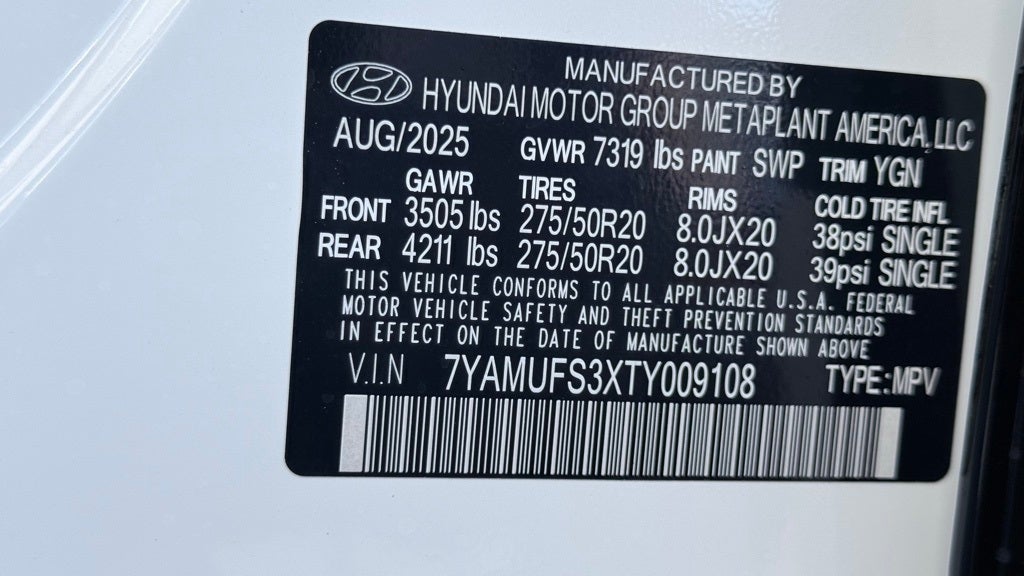 MANUFACTURED BY
HYUNDAI MOTOR GROUP METAPLANT AMERICA, LLC
AUG/2025 GVWR 7319 lbs PAINT SWP TRIM YGN
GAWR TIRES RIMS COLD TIRE INFL
FRONT 3505 lbs 275/50R20 8.0JX20 38psi SINGLE
REAR 4211 lbs 275/50R20 8.0JX20 39psi SINGLE
THIS VEHICLE CONFORMS TO ALL APPLICABLE U.S.A. FEDERAL
MOTOR VEHICLE SAFETY AND THEFT PREVENTION STANDARDS
IN EFFECT ON THE DATE OF MANUFACTURE SHOWN ABOVE
V.I.N 7YAMUFS3XTY009108 TYPE:MPV